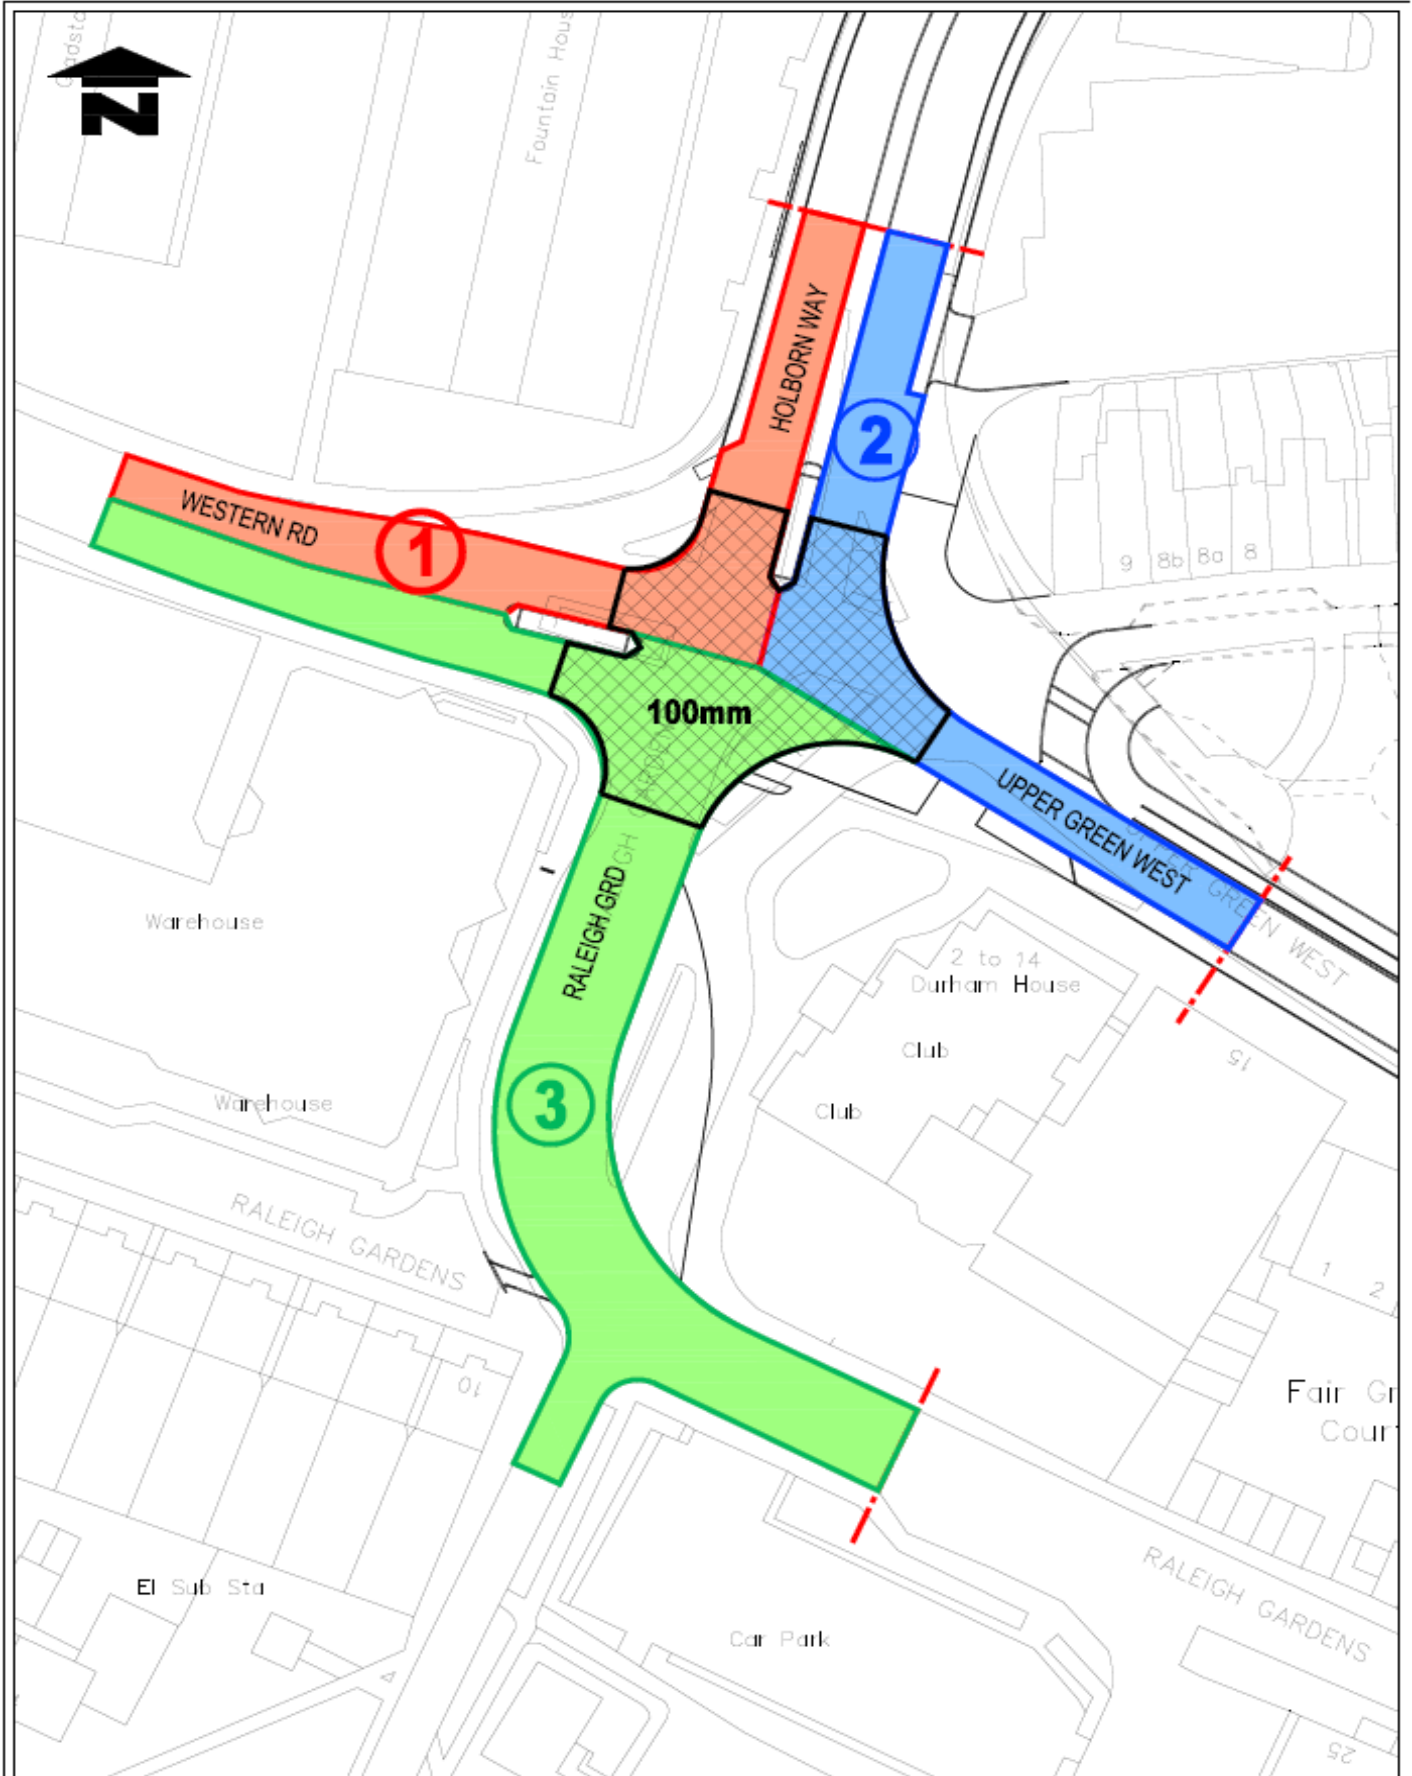 N
Fountain Hous
HOLBORN WAY
2
WESTERN RD
1
9 8b 8a 8
100mm
UPPER GREEN WEST
UPPER GREEN WEST
RALEIGH GRD
Warehouse
2 to 14
Durham House
Club
15
Club
Warehouse
3
RALEIGH GARDENS
1 2
10
Fair Gr
Cour
RALEIGH GARDENS
El Sub Sta
Car Park
25